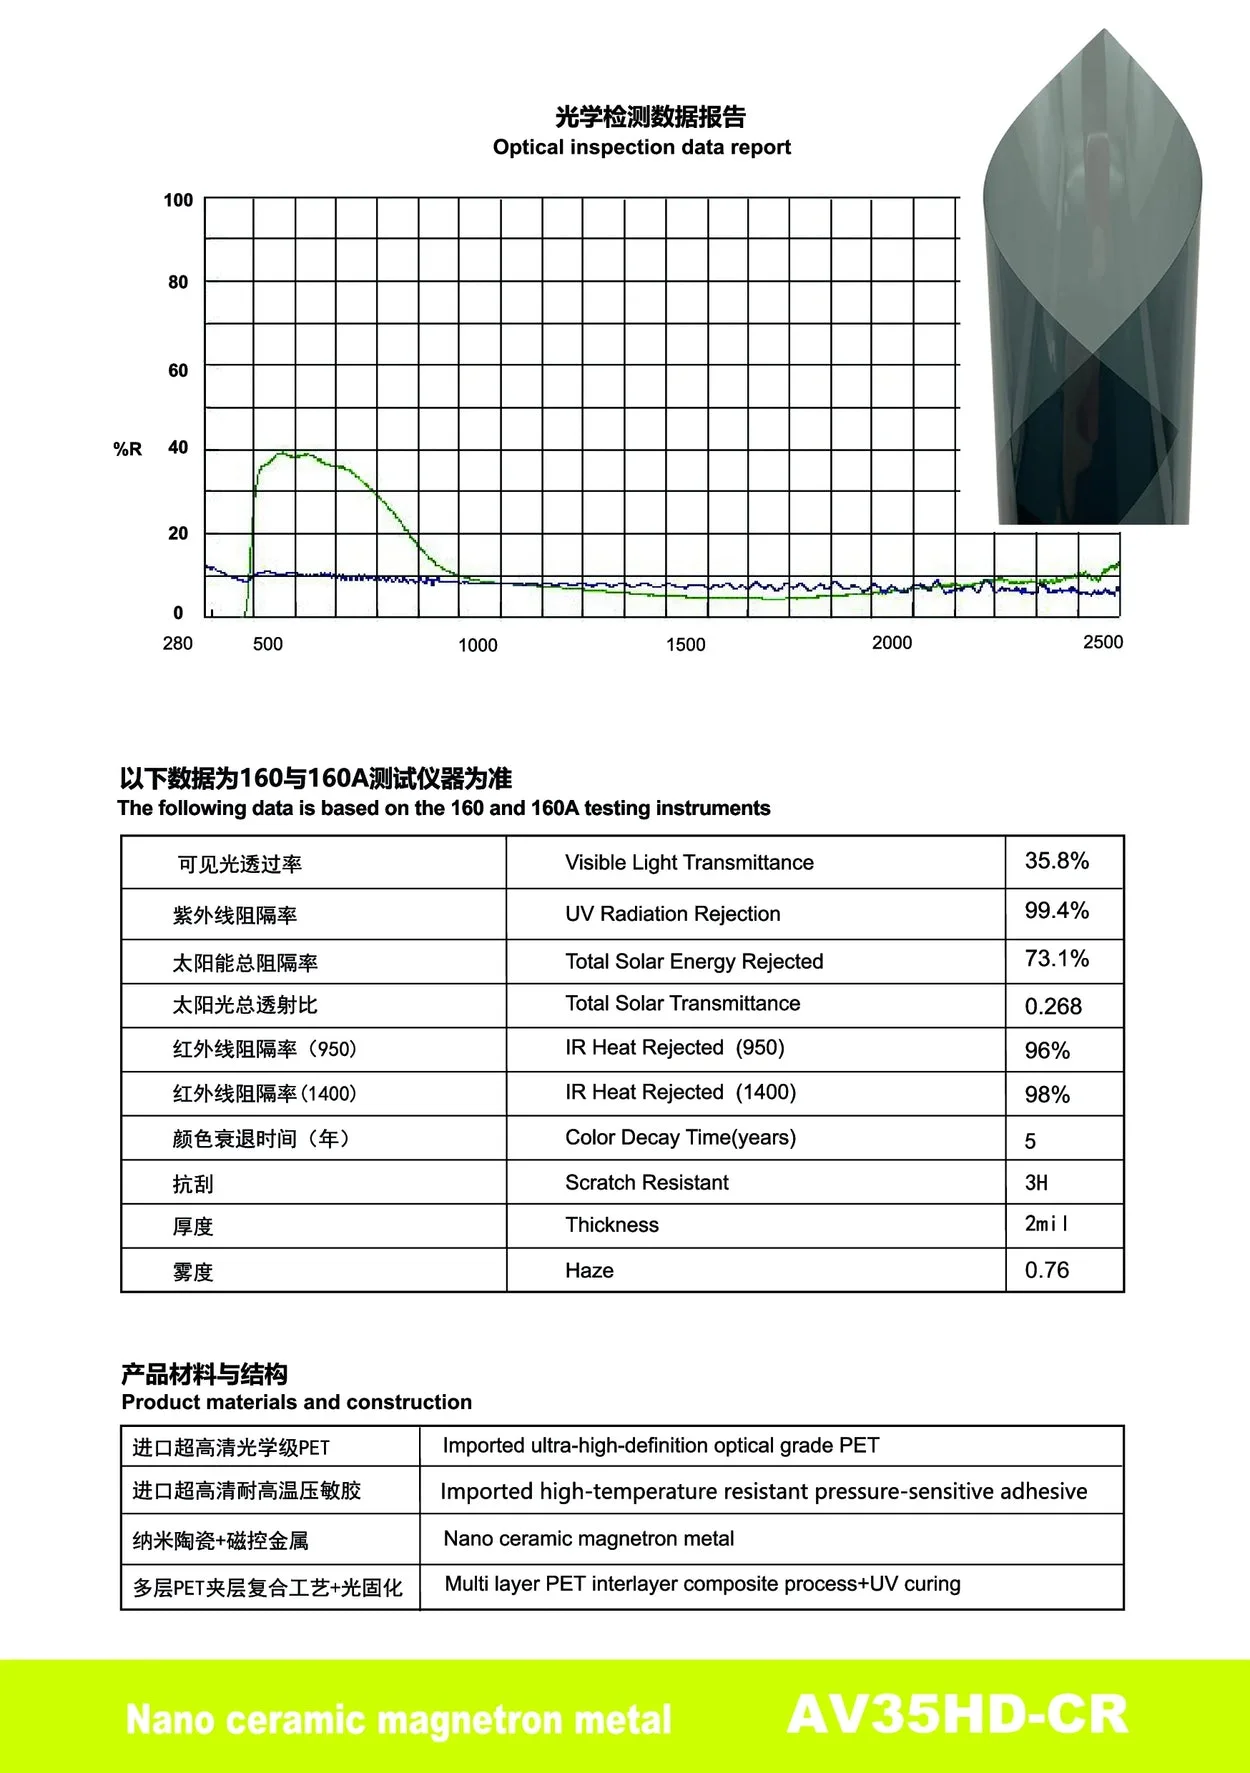 光学检测数据报告
Optical inspection data report
100
80
60
%R 40
20
0
280 500 1000 1500 2000 2500
以下数据为160与160A测试仪器为准
The following data is based on the 160 and 160A testing instruments
可见光透过率 Visible Light Transmittance 35.8%
紫外线阻隔率 UV Radiation Rejection 99.4%
太阳能总阻隔率 Total Solar Energy Rejected 73.1%
太阳光总透射比 Total Solar Transmittance 0.268
红外线阻隔率（950） IR Heat Rejected (950) 96%
红外线阻隔率(1400) IR Heat Rejected (1400) 98%
颜色衰退时间（年） Color Decay Time(years) 5
抗刮 Scratch Resistant 3H
厚度 Thickness 2mil
雾度 Haze 0.76
产品材料与结构
Product materials and construction
进口超高清光学级PET Imported ultra-high-definition optical grade PET
进口超高清耐高温压敏胶 Imported high-temperature resistant pressure-sensitive adhesive
纳米陶瓷+磁控金属 Nano ceramic magnetron metal
多层PET夹层复合工艺+光固化 Multi layer PET interlayer composite process+UV curing
Nano ceramic magnetron metal AV35HD-CR